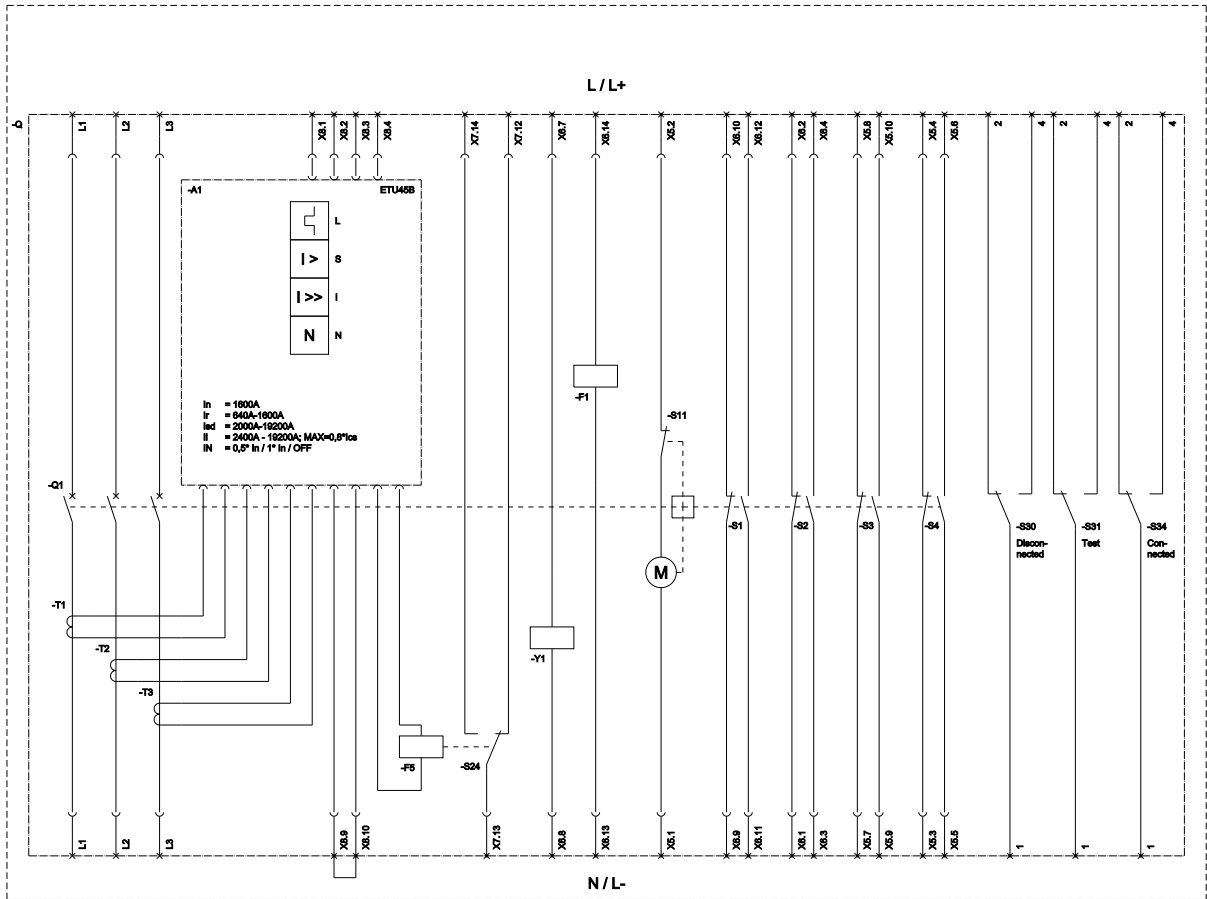 L / L+
-Q
L1
L2
L3
X8.1
X8.2
X8.3
X8.4
X7.14
X7.12
X6.7
X6.14
X5.2
X6.10
X6.12
X6.2
X6.4
X5.8
X5.10
X5.4
X5.6
2
4
2
4
2
4
-A1
ETU45B
L
I >
S
I >>
I
N
N
In = 1600A
Ir = 640A-1600A
Isd = 2000A-19200A
Ii = 2400A - 19200A; MAX=0,8*Ics
IN = 0,5* In / 1* In / OFF
-F1
-S11
-Q1
-S1
-S2
-S3
-S4
-S30
Discon-
nected
-S31
Test
-S34
Con-
nected
M
-T1
-T2
-T3
-Y1
-F5
-S24
L1
L2
L3
X8.9
X8.10
X7.13
X6.8
X6.13
X5.1
X6.9
X6.11
X6.1
X6.3
X5.7
X5.9
X5.3
X5.5
1
1
1
N / L-